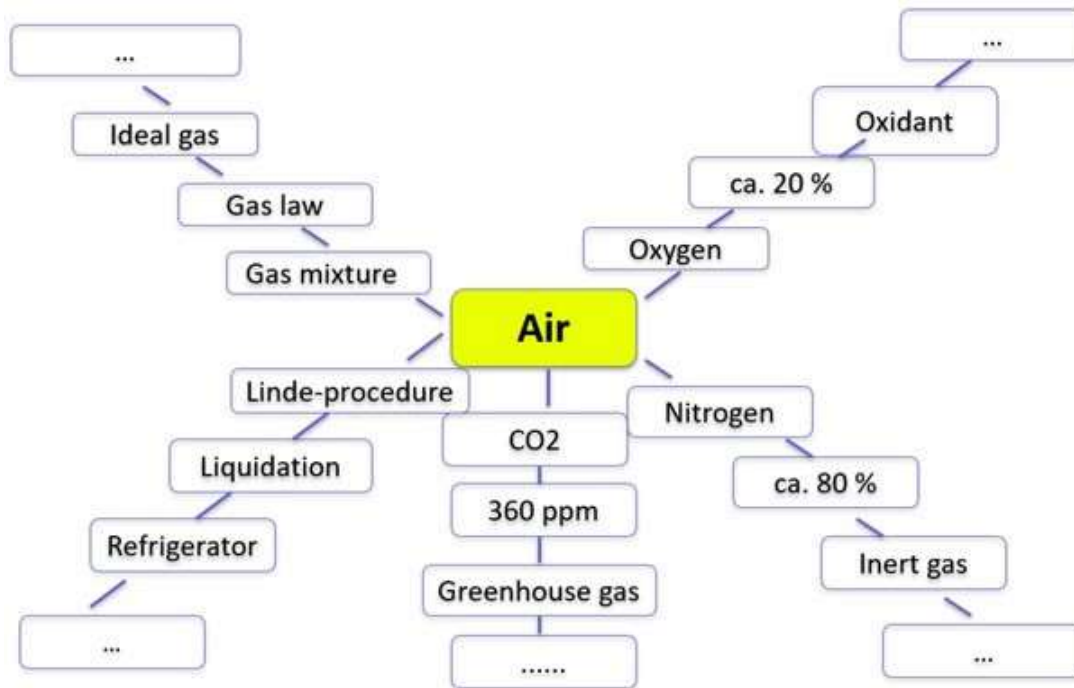 ...
Ideal gas
Gas law
Gas mixture
...
Oxidant
ca. 20 %
Oxygen
Air
Linde-procedure
Liquidation
Refrigerator
...
CO2
360 ppm
Greenhouse gas
......
Nitrogen
ca. 80 %
Inert gas
...